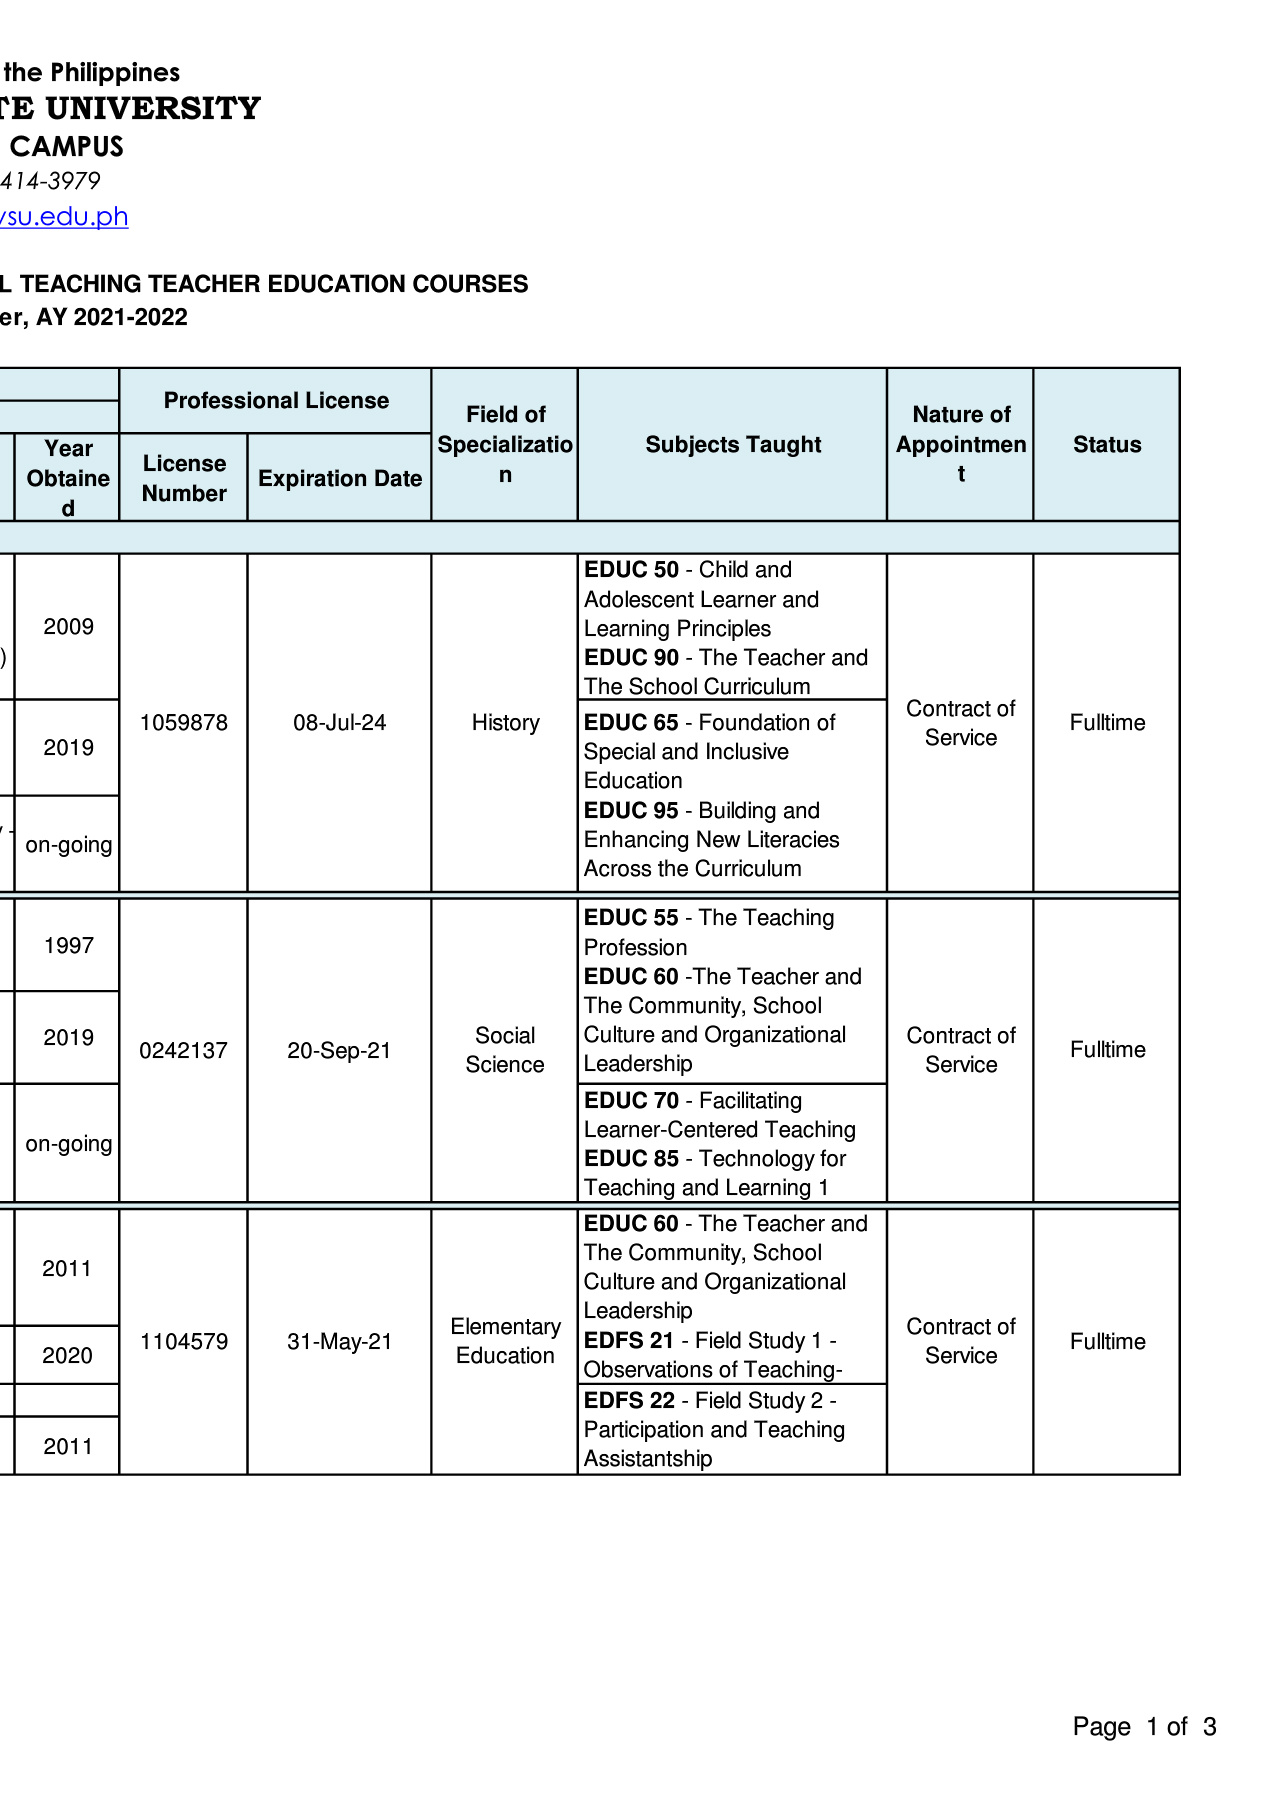 the Philippines
TE UNIVERSITY
CAMPUS
414-3979
vsu.edu.ph
L TEACHING TEACHER EDUCATION COURSES
er, AY 2021-2022
Year
Obtaine
d
Professional License
License
Number
Expiration Date
Field of
Specializatio
n
Subjects Taught
Nature of
Appointmen
t
Status
)
2009
2019
on-going
1059878
08-Jul-24
History
EDUC 50 - Child and
Adolescent Learner and
Learning Principles
EDUC 90 - The Teacher and
The School Curriculum
EDUC 65 - Foundation of
Special and Inclusive
Education
EDUC 95 - Building and
Enhancing New Literacies
Across the Curriculum
Contract of
Service
Fulltime
1997
2019
on-going
0242137
20-Sep-21
Social
Science
EDUC 55 - The Teaching
Profession
EDUC 60 -The Teacher and
The Community, School
Culture and Organizational
Leadership
EDUC 70 - Facilitating
Learner-Centered Teaching
EDUC 85 - Technology for
Teaching and Learning 1
Contract of
Service
Fulltime
2011
2020
2011
1104579
31-May-21
Elementary
Education
EDUC 60 - The Teacher and
The Community, School
Culture and Organizational
Leadership
EDFS 21 - Field Study 1 -
Observations of Teaching-
EDFS 22 - Field Study 2 -
Participation and Teaching
Assistantship
Contract of
Service
Fulltime
Page 1 of 3